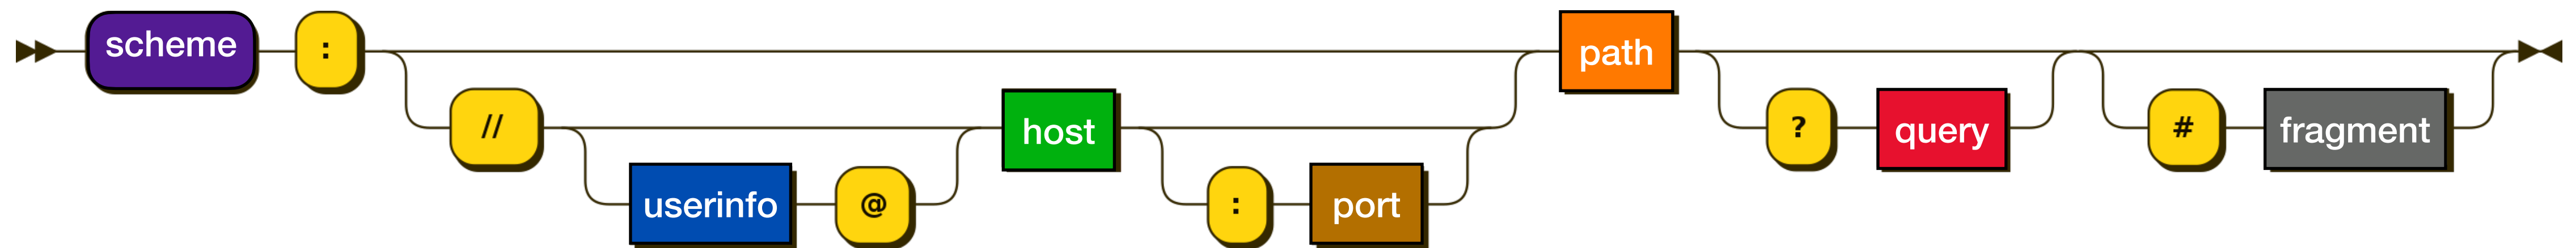 scheme : path
// host ? query # fragment
userinfo @ : port